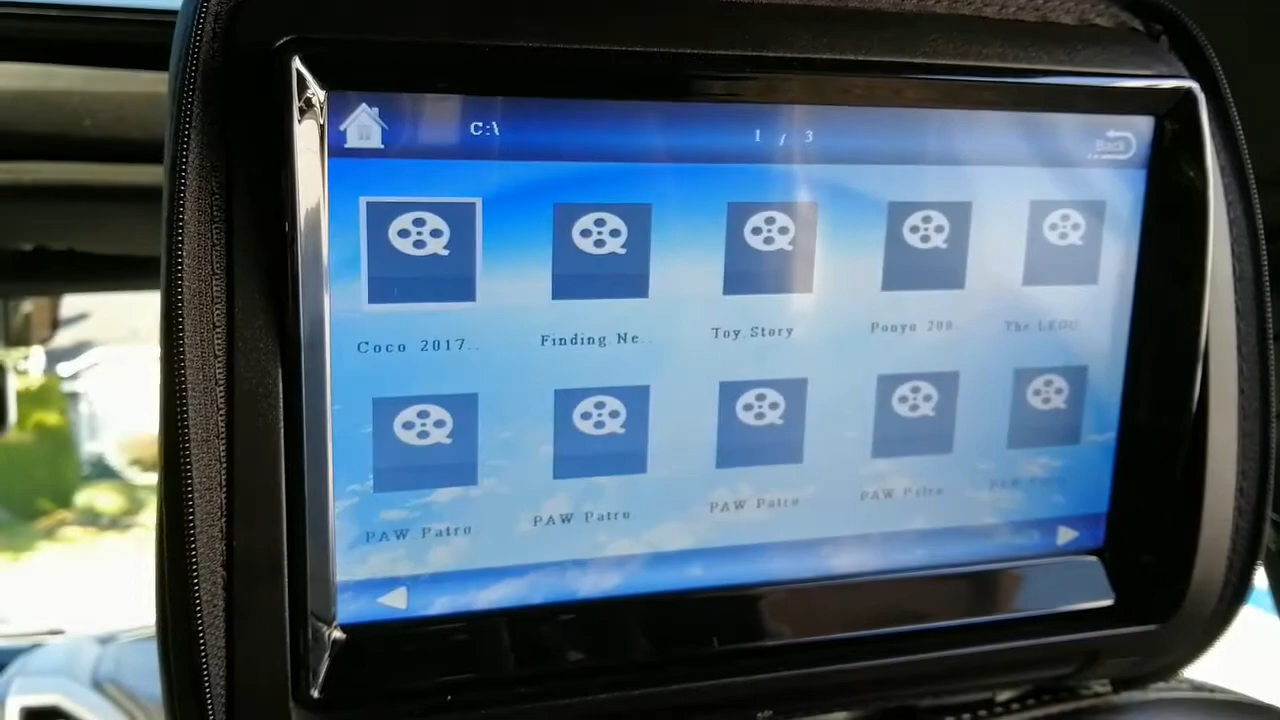 C:\ 1 / 3 Back
Coco 2017.. Finding.Ne.. Toy.Story Ponyo 200 The LEGO
PAW.Patro PAW Patro PAW Patro PAW Patro PAW